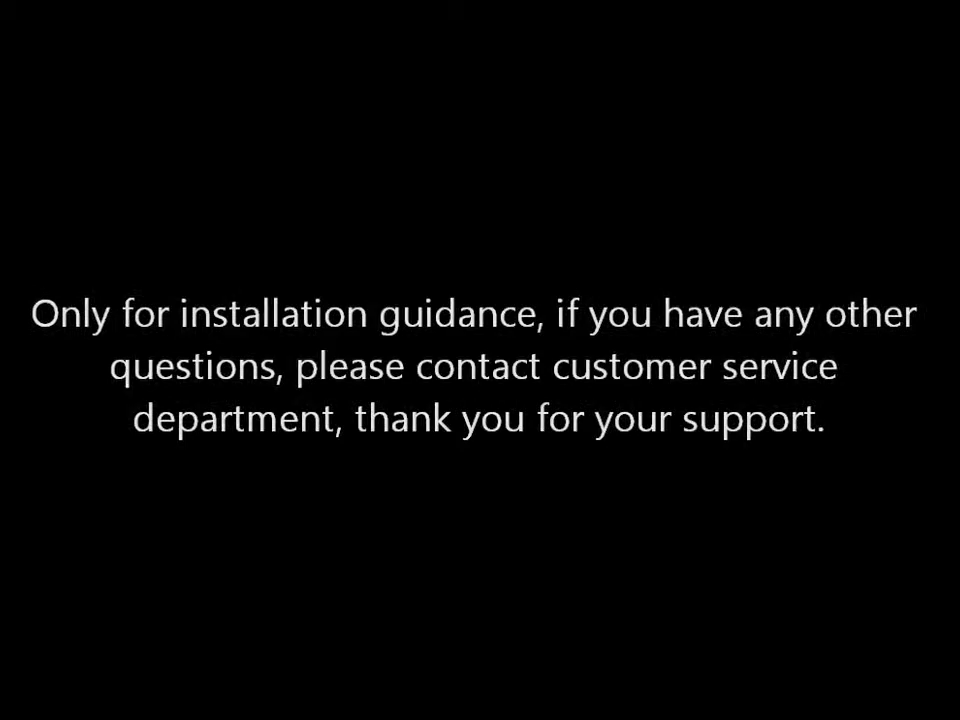 Only for installation guidance, if you have any other
questions, please contact customer service
department, thank you for your support.